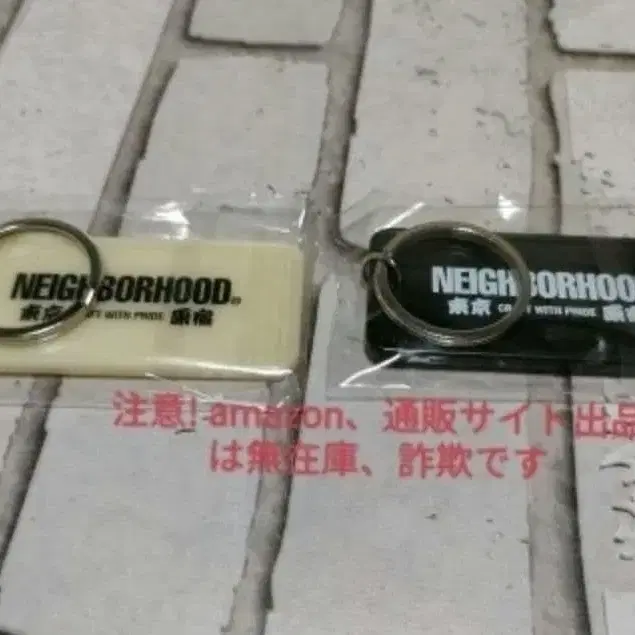 NEIGHBORHOOD®
東京 CRAFT WITH PRIDE 原宿
NEIGHBORHOO
東京 CRAFT WITH PRIDE 原宿
注意! amazon、通販サイト出品
は無在庫、詐欺です